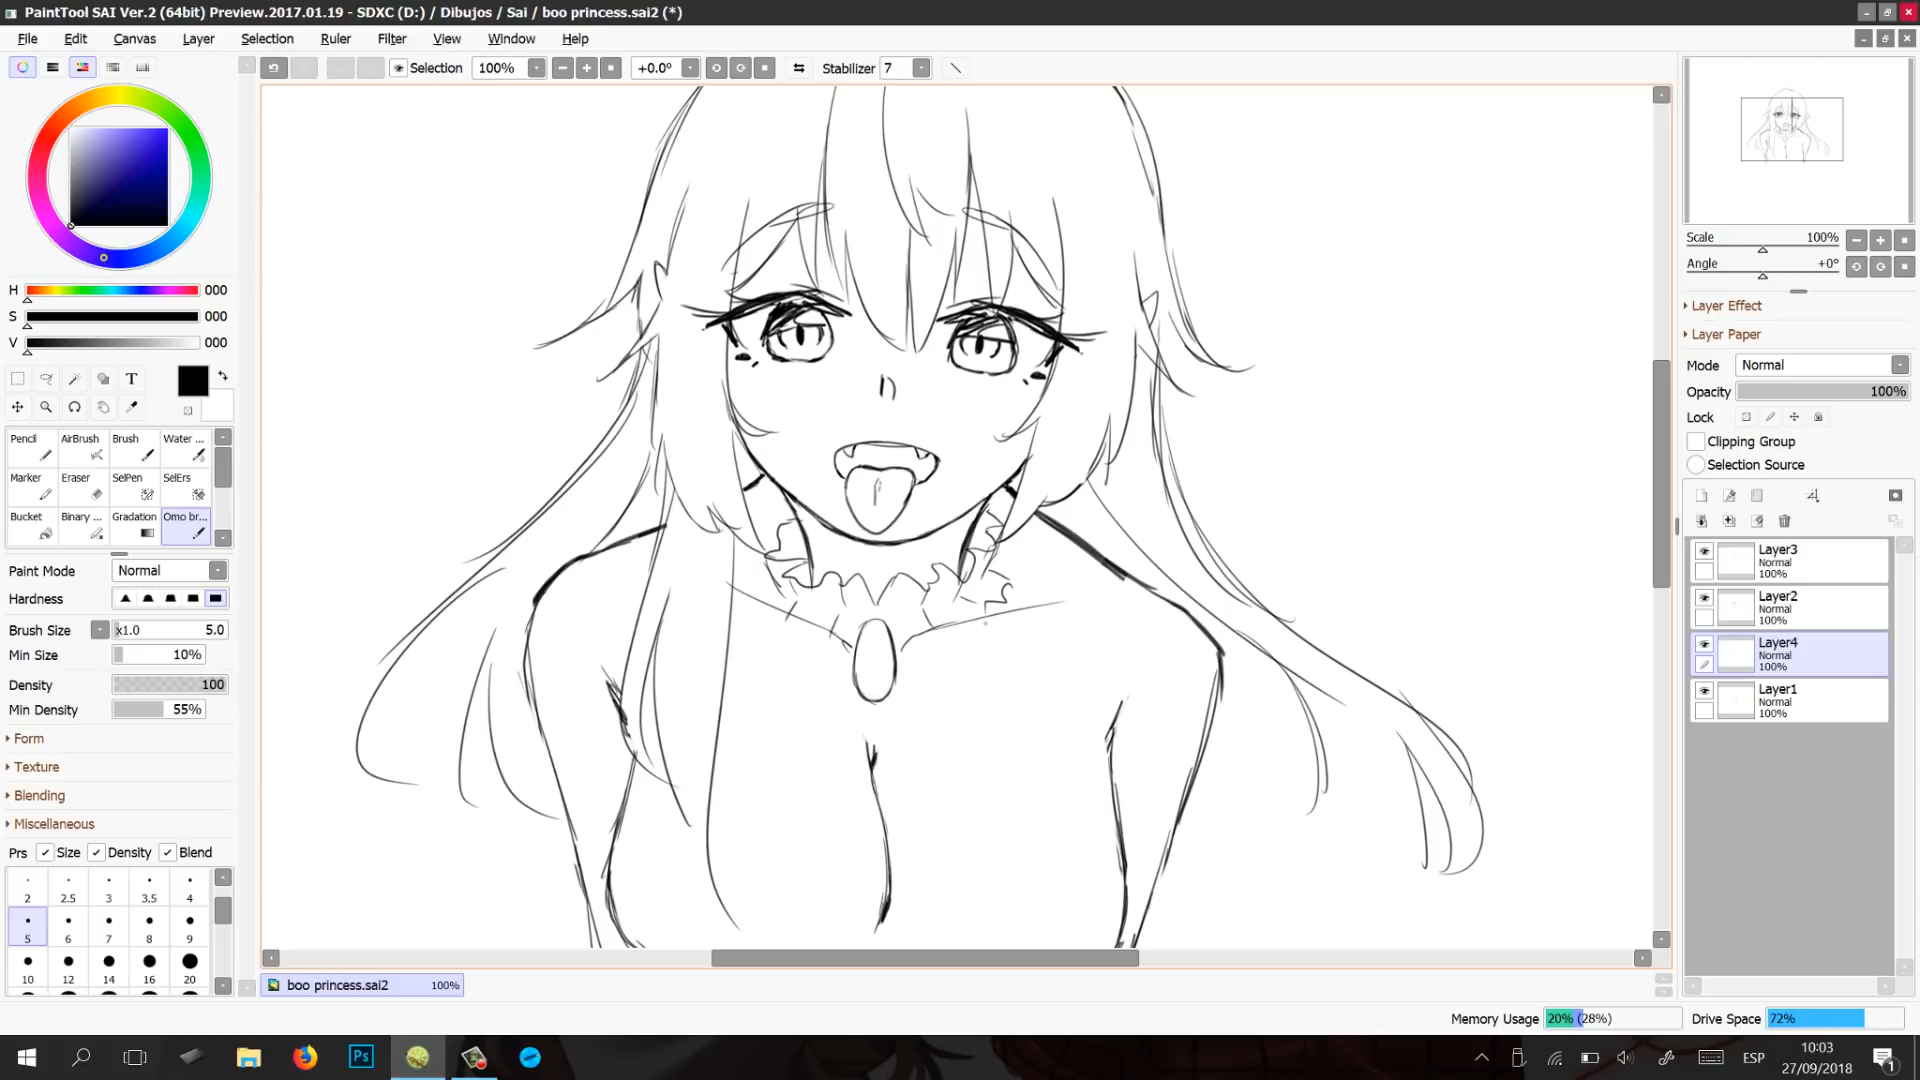 PaintTool SAI Ver.2 (64bit) Preview.2017.01.19 - SDXC (D:) / Dibujos / Sai / boo princess.sai2 (*)
File Edit Canvas Layer Selection Ruler Filter View Window Help
Selection 100% +0.0° Stabilizer 7
H 000
S 000
V 000
T
Pencil AirBrush Brush Water ...
Marker Eraser SelPen SelErs
Bucket Binary ... Gradation Omo br...
Paint Mode Normal
Hardness
Brush Size x1.0 5.0
Min Size 10%
Density 100
Min Density 55%
Form
Texture
Blending
Miscellaneous
Prs Size Density Blend
2 2.5 3 3.5 4
5 6 7 8 9
10 12 14 16 20
boo princess.sai2 100%
Scale 100%
Angle +0°
Layer Effect
Layer Paper
Mode Normal
Opacity 100%
Lock
Clipping Group
Selection Source
Layer3
Normal
100%
Layer2
Normal
100%
Layer4
Normal
100%
Layer1
Normal
100%
Memory Usage 20% (28%) Drive Space 72%
Ps
ESP
10:03
27/09/2018
1